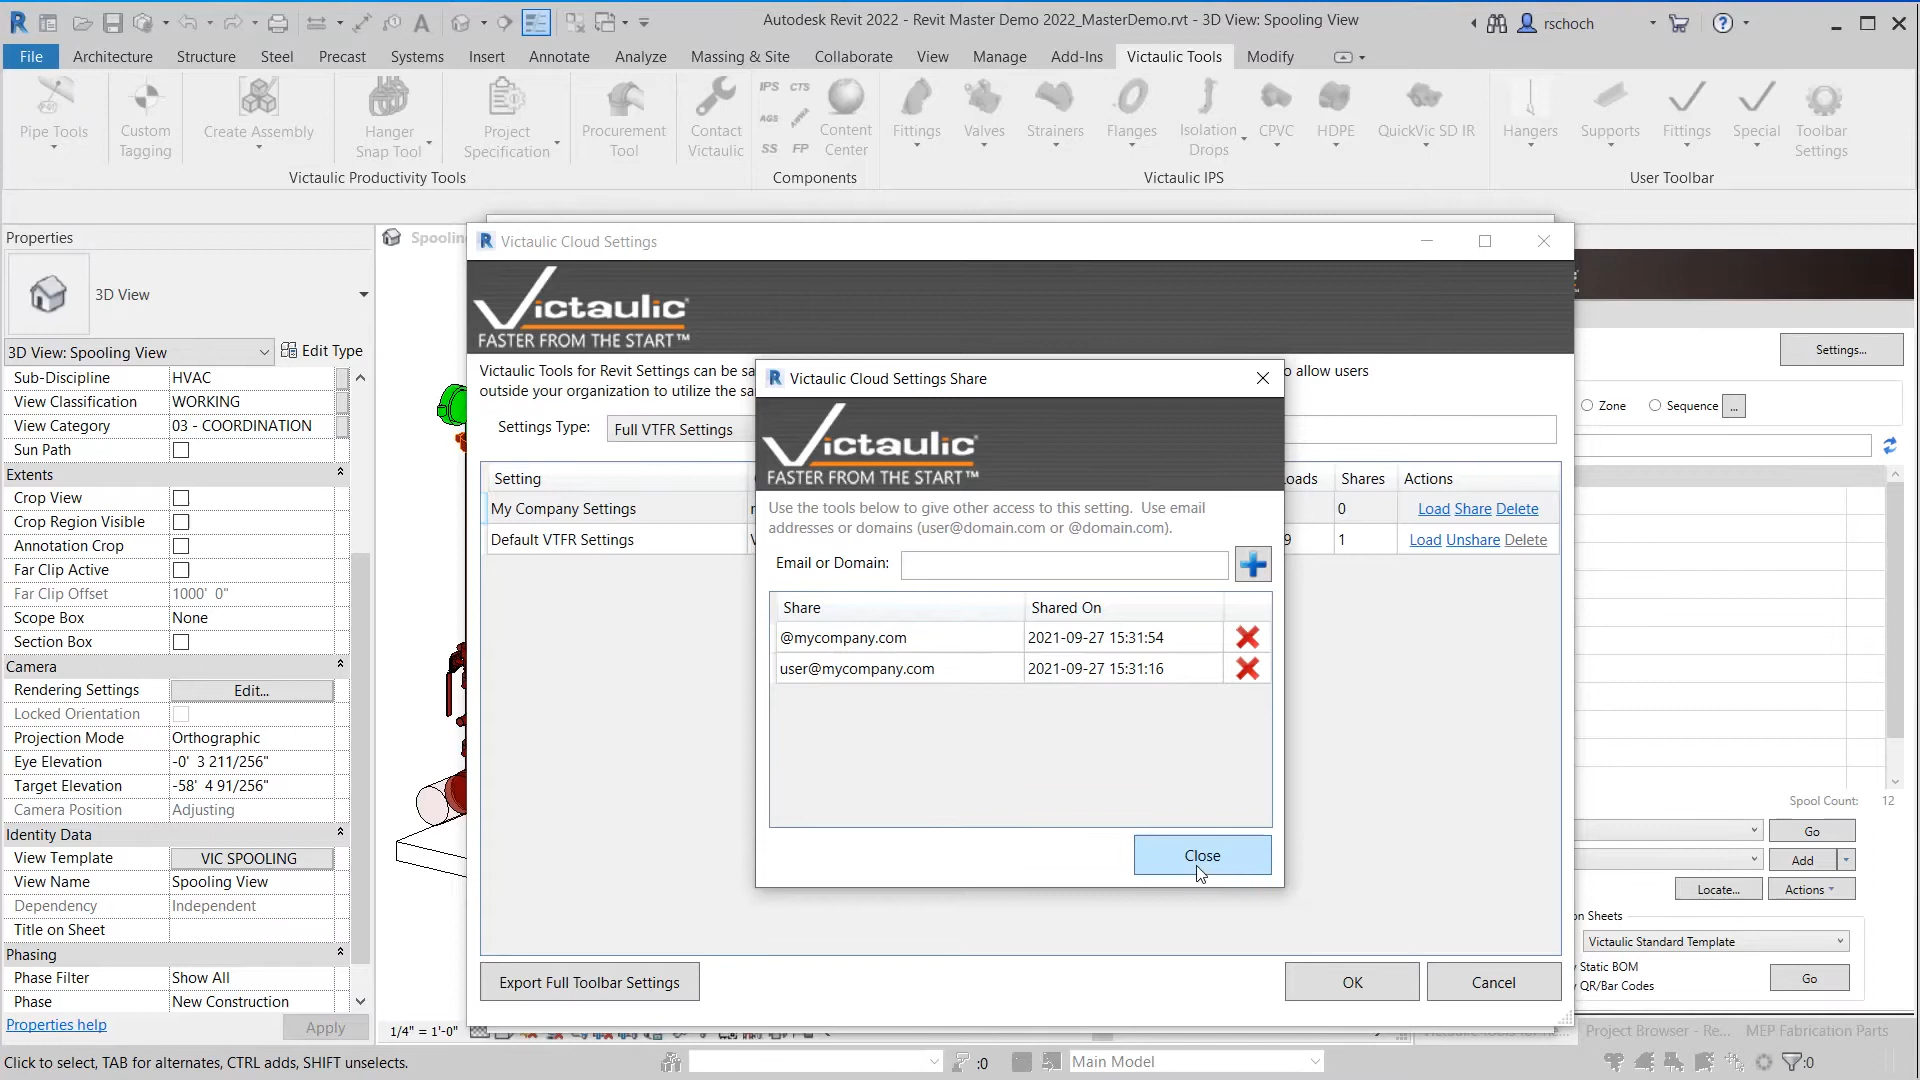 Autodesk Revit 2022 - Revit Master Demo 2022_MasterDemo.rvt - 3D View: Spooling View
rschoch
File Architecture Structure Steel Precast Systems Insert Annotate Analyze Massing & Site Collaborate View Manage Add-Ins Victaulic Tools Modify
Pipe Tools
Custom Tagging
Create Assembly
Hanger Snap Tool
Project Specification
Procurement Tool
Contact Victaulic
IPS CTS
AGS
SS FP
Content Center
Fittings
Valves
Strainers
Flanges
Isolation Drops
CPVC
HDPE
QuickVic SD IR
Hangers
Supports
Fittings
Special
Toolbar Settings
Victaulic Productivity Tools
Components
Victaulic IPS
User Toolbar
Properties
3D View
3D View: Spooling View
Edit Type
Sub-Discipline HVAC
View Classification WORKING
View Category 03 - COORDINATION
Sun Path
Extents
Crop View
Crop Region Visible
Annotation Crop
Far Clip Active
Far Clip Offset 1000' 0"
Scope Box None
Section Box
Camera
Rendering Settings Edit...
Locked Orientation
Projection Mode Orthographic
Eye Elevation -0' 3 211/256"
Target Elevation -58' 4 91/256"
Camera Position Adjusting
Identity Data
View Template VIC SPOOLING
View Name Spooling View
Dependency Independent
Title on Sheet
Phasing
Phase Filter Show All
Phase New Construction
Properties help
Apply
Spoolin
Victaulic Cloud Settings
Victaulic
FASTER FROM THE START™
Victaulic Tools for Revit Settings can be sa
o allow users
outside your organization to utilize the sa
Settings Type: Full VTFR Settings
Setting
oads Shares Actions
My Company Settings
0 Load Share Delete
Default VTFR Settings
9 1 Load Unshare Delete
Export Full Toolbar Settings
OK
Cancel
Victaulic Cloud Settings Share
Victaulic
FASTER FROM THE START™
Use the tools below to give other access to this setting. Use email
addresses or domains (user@domain.com or @domain.com).
Email or Domain:
Share Shared On
@mycompany.com 2021-09-27 15:31:54
user@mycompany.com 2021-09-27 15:31:16
Close
Settings...
Zone Sequence ...
Spool Count: 12
Go
Add
Locate... Actions
on Sheets
Victaulic Standard Template
Static BOM
QR/Bar Codes
Go
1/4" = 1'-0"
Project Browser - Re... MEP Fabrication Parts
Click to select, TAB for alternates, CTRL adds, SHIFT unselects.
:0
Main Model
:0